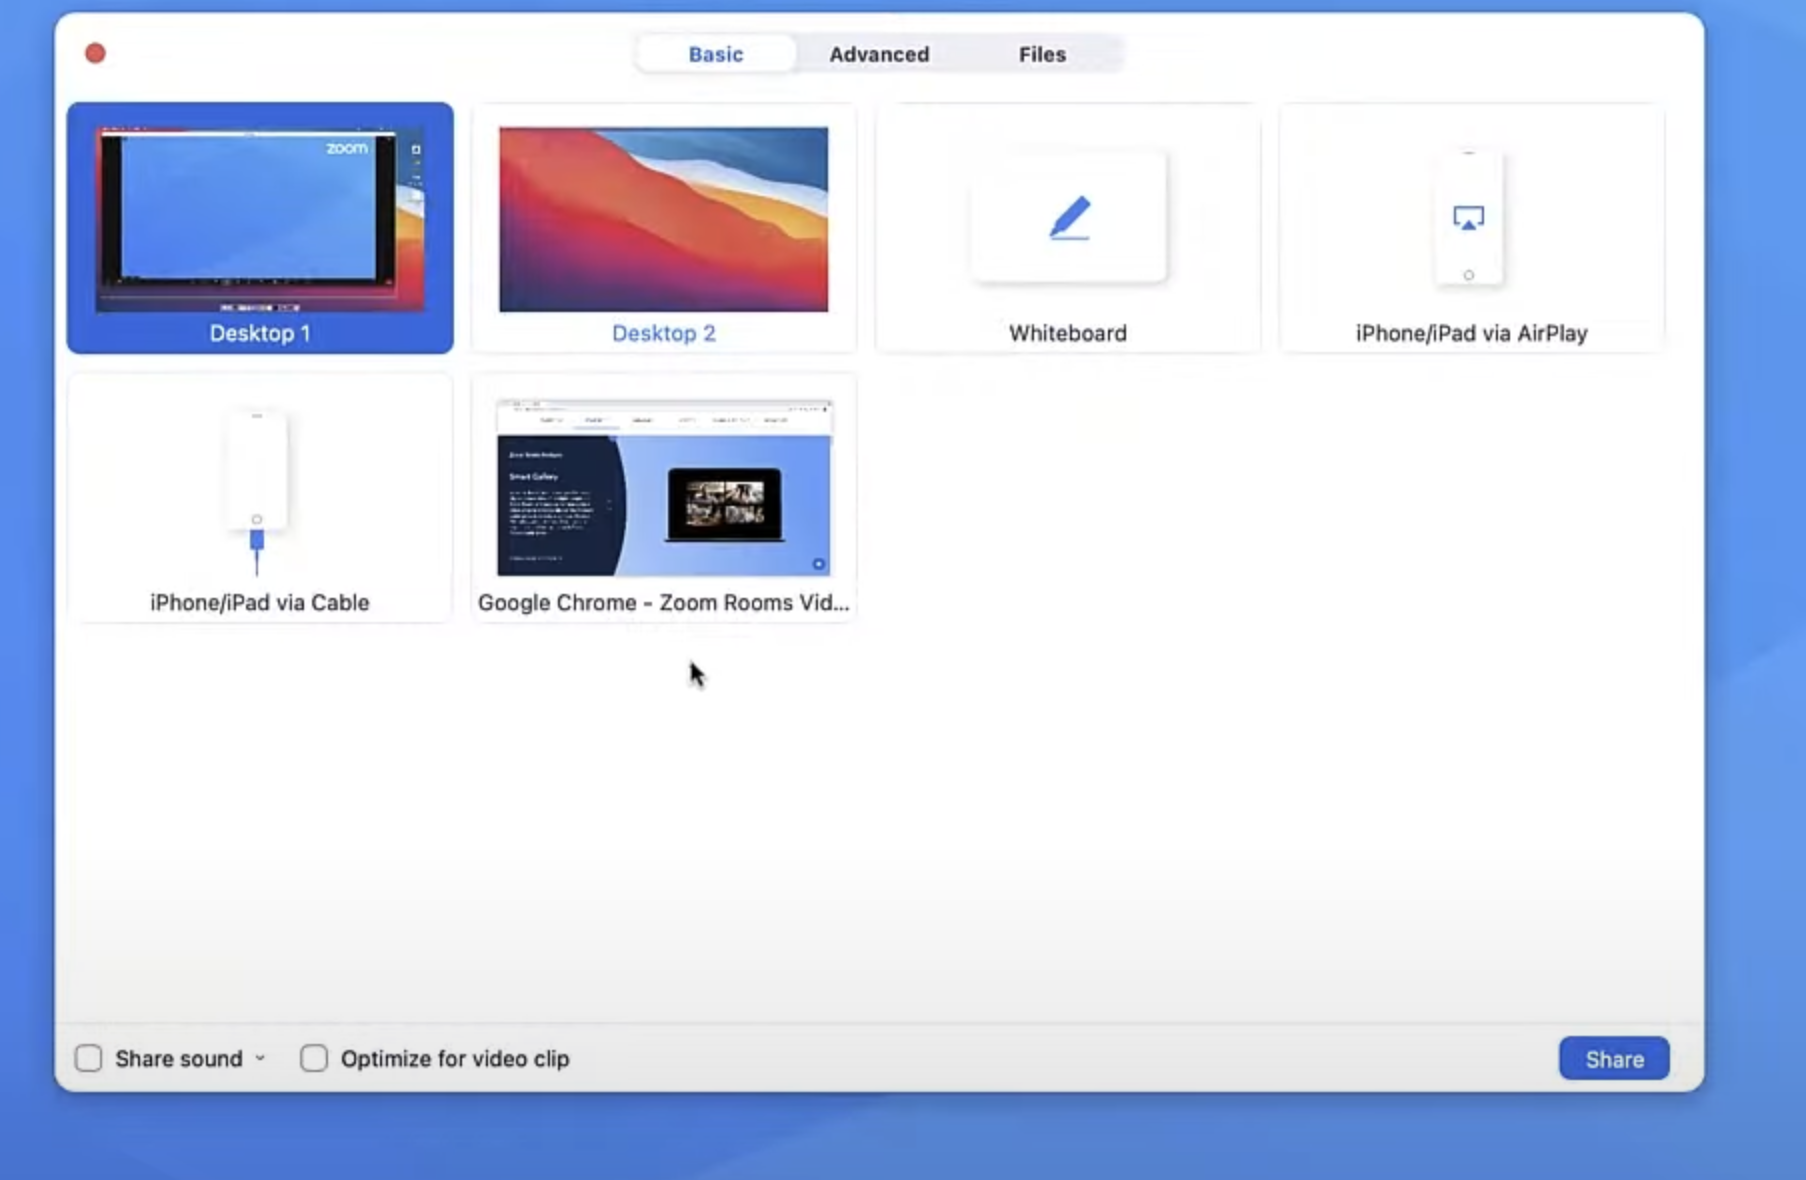 Basic
Advanced
Files
zoom
Desktop 1
Desktop 2
Whiteboard
iPhone/iPad via AirPlay
Smart Gallery
iPhone/iPad via Cable
Google Chrome - Zoom Rooms Vid...
Share sound
Optimize for video clip
Share